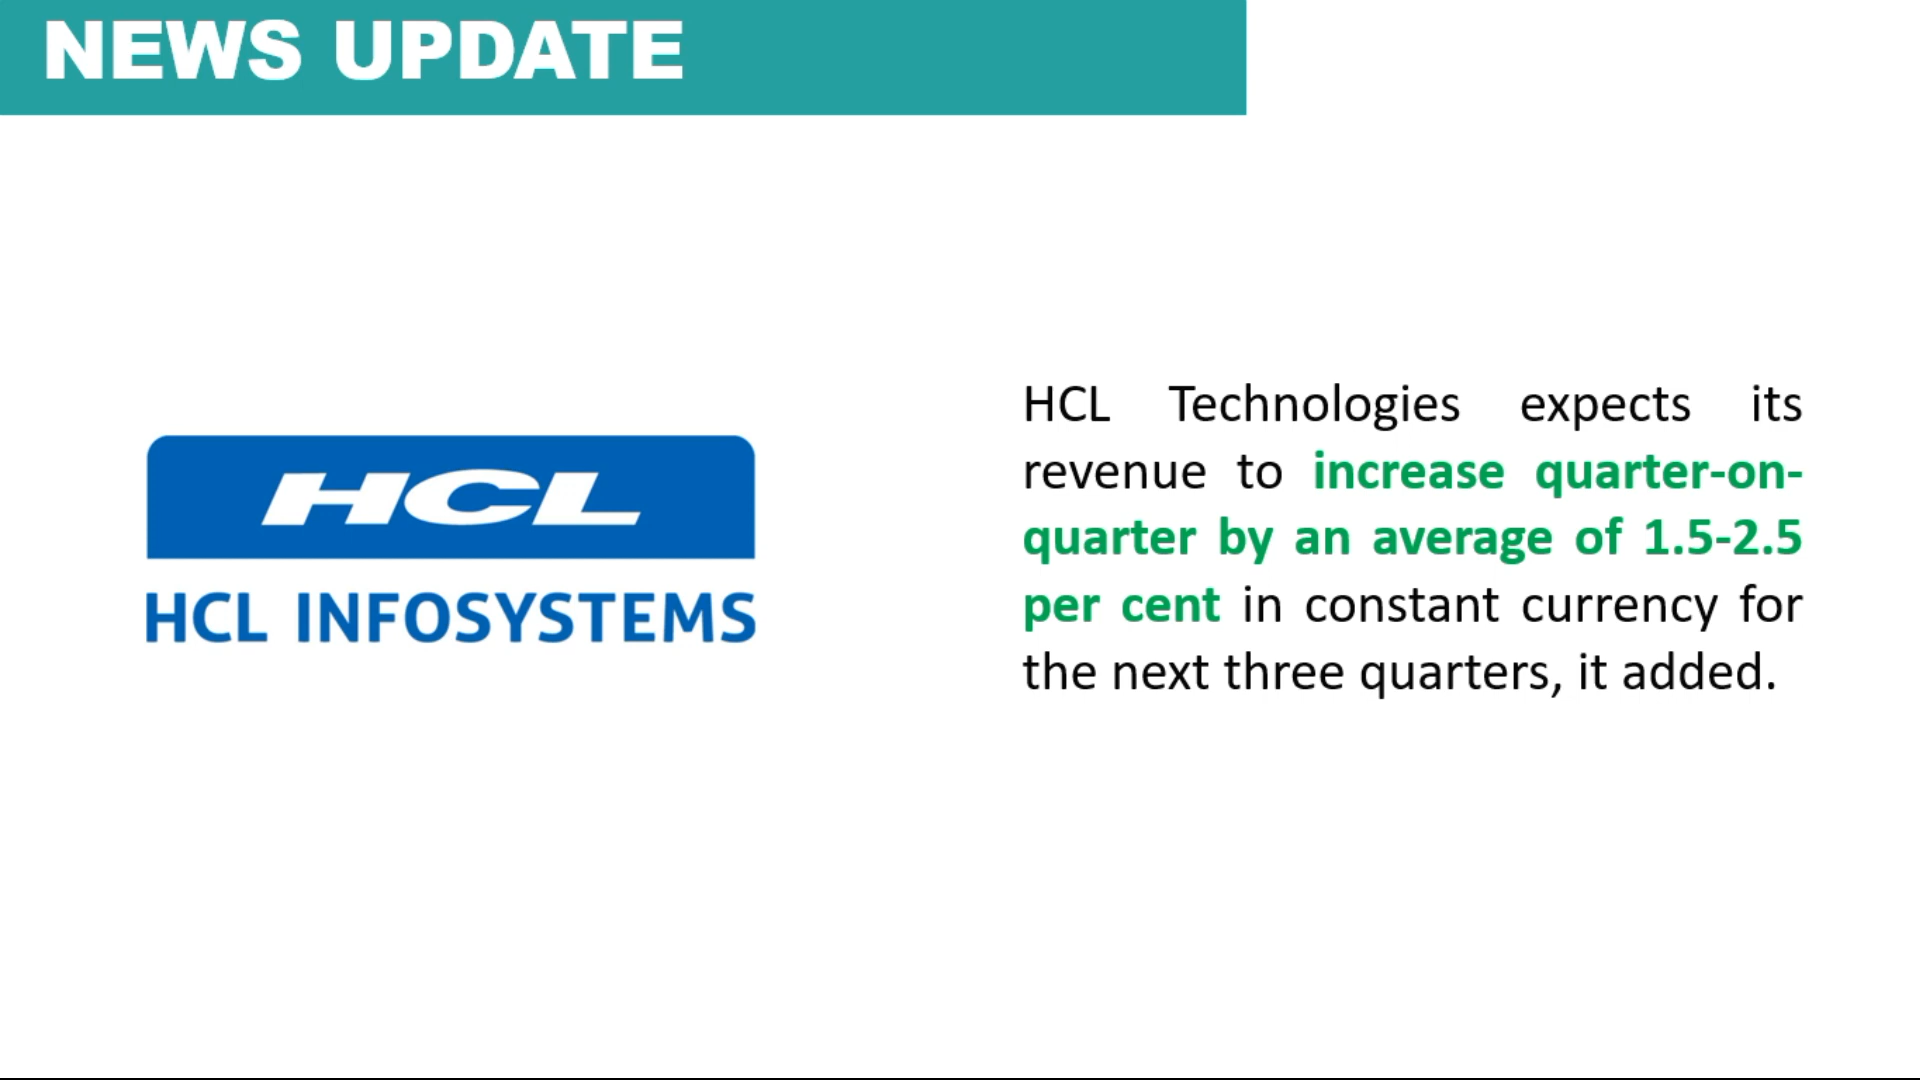 NEWS UPDATE
HCL
HCL INFOSYSTEMS
HCL Technologies expects its
revenue to increase quarter-on-
quarter by an average of 1.5-2.5
per cent in constant currency for
the next three quarters, it added.